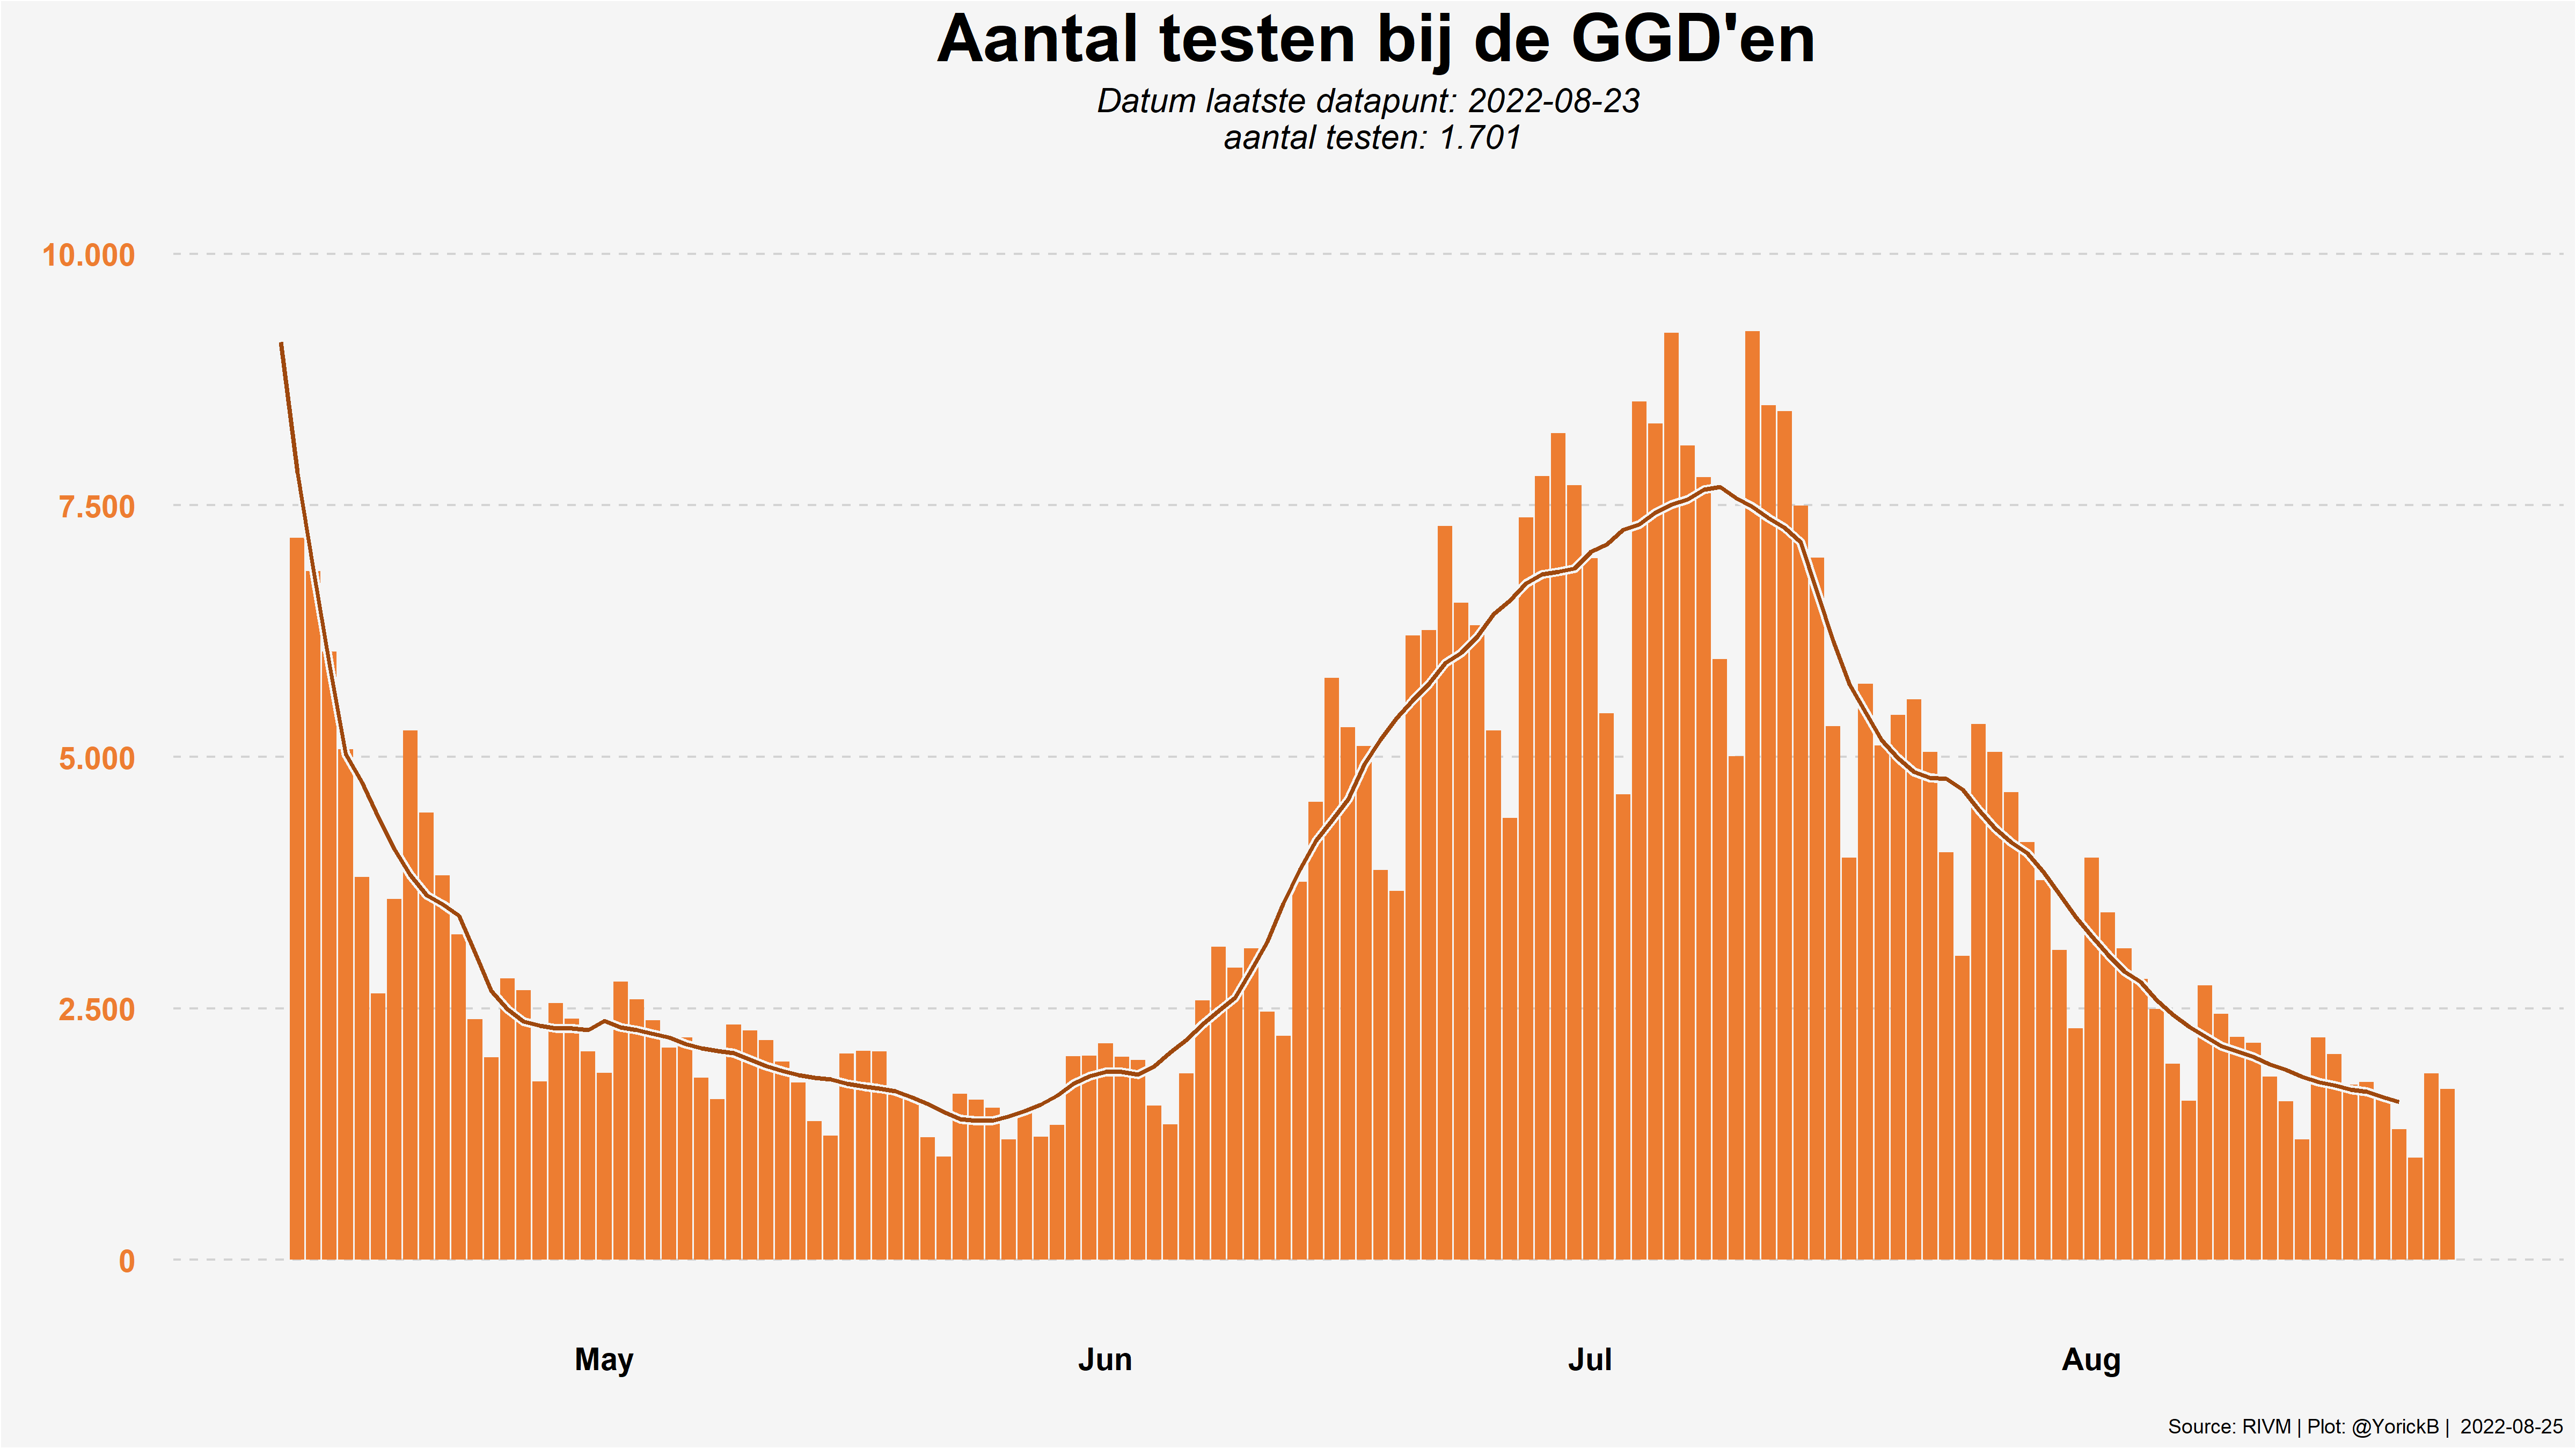 Aantal testen bij de GGD'en
Datum laatste datapunt: 2022-08-23
aantal testen: 1.701
10.000
7.500
5.000
2.500
0
May Jun Jul Aug
Source: RIVM | Plot: @YorickB | 2022-08-25